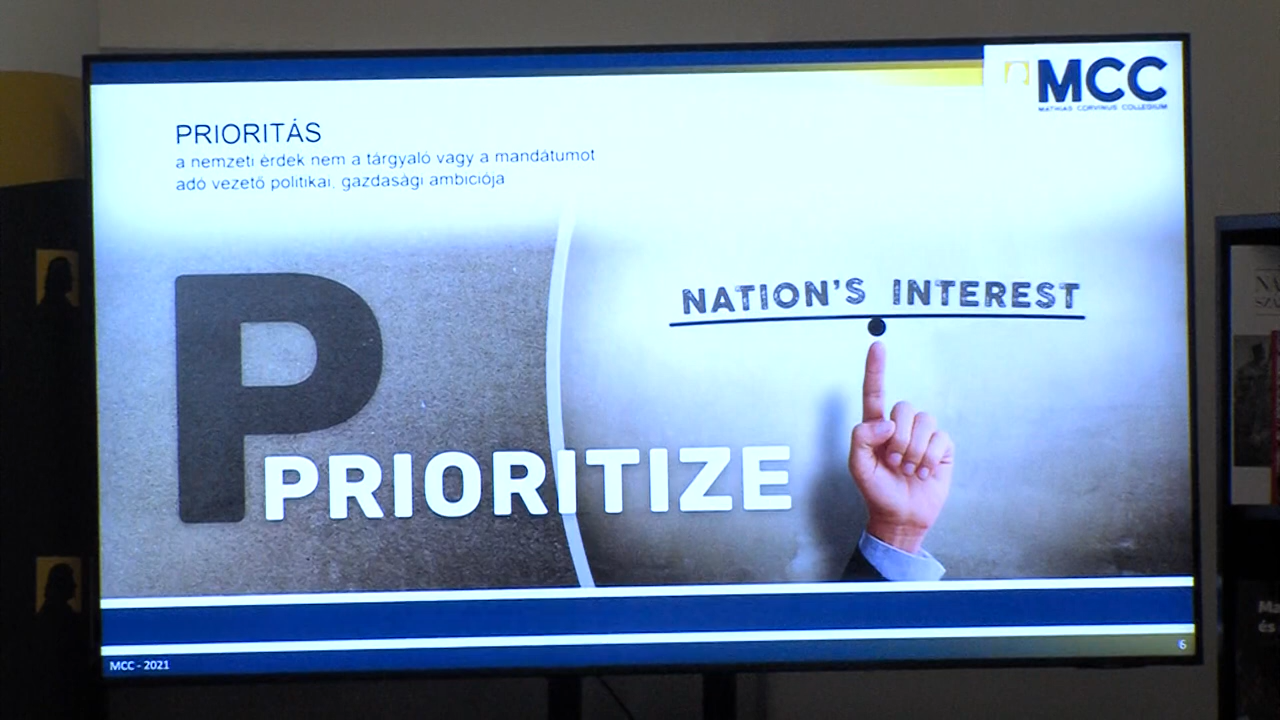 MCC
MATHIAS CORVINUS COLLEGIUM
PRIORITÁS
a nemzeti érdek nem a tárgyaló vagy a mandátumot
adó vezető politikai, gazdasági ambíciója
P
NATION'S INTEREST
PRIORITIZE
MCC - 2021
6
és